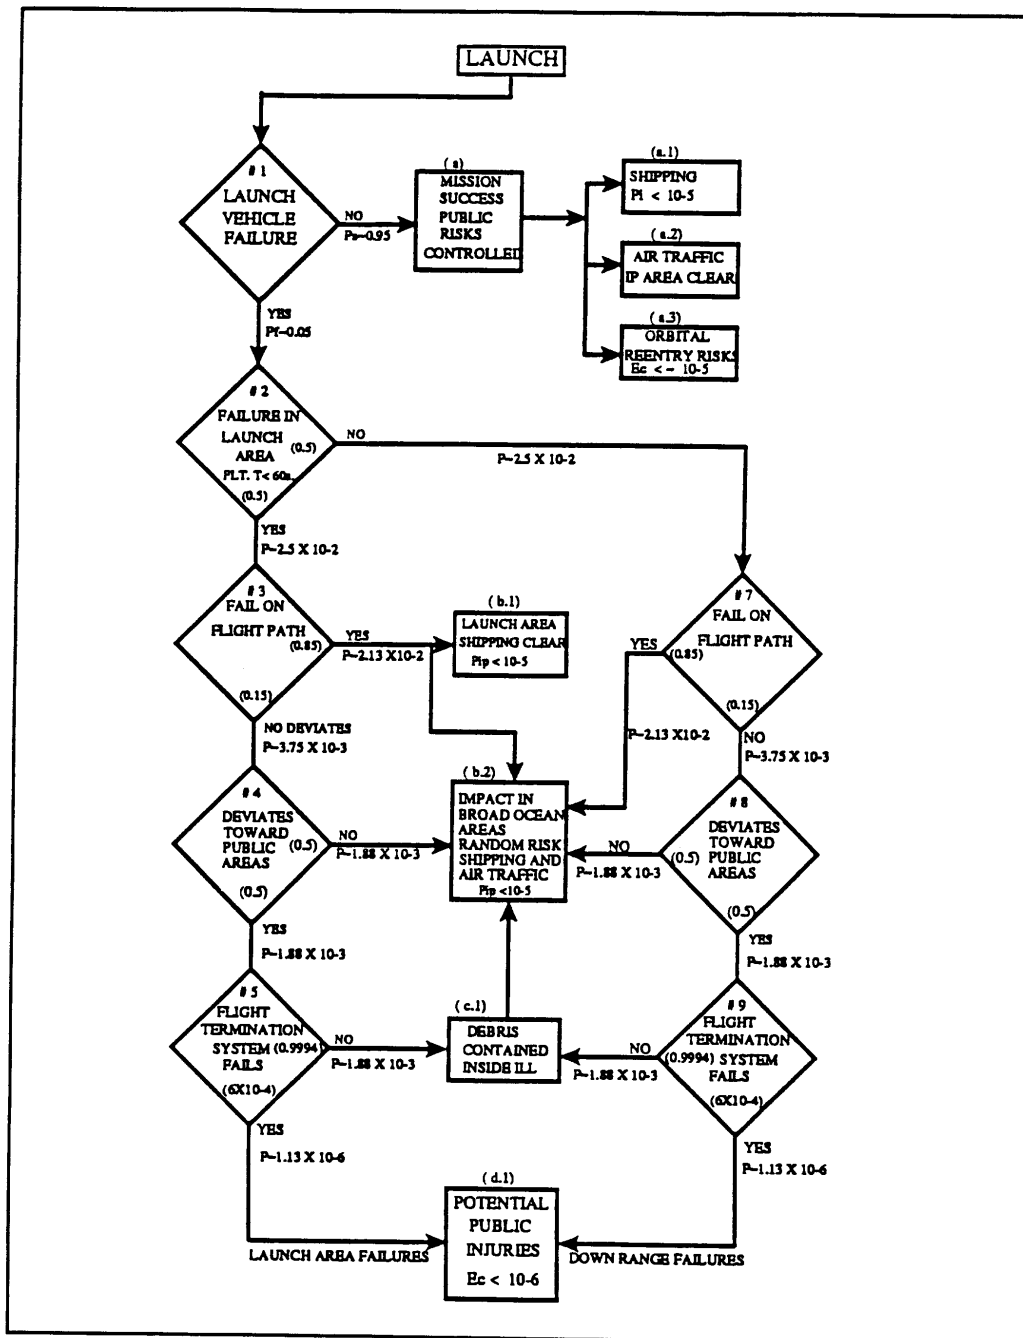 LAUNCH
# 1
LAUNCH
VEHICLE
FAILURE
NO
Ps~0.95
(a)
MISSION
SUCCESS
PUBLIC
RISKS
CONTROLLED
(a.1)
SHIPPING
Pi < 10-5
(a.2)
AIR TRAFFIC
IP AREA CLEAR
(a.3)
ORBITAL
REENTRY RISKS
Ec <~ 10-5
YES
Pf~0.05
# 2
FAILURE IN
LAUNCH
AREA
(0.5)
FLT. T< 60s.
(0.5)
NO
P~2.5 X 10-2
YES
P~2.5 X 10-2
# 3
FAIL ON
FLIGHT PATH
(0.85)
(0.15)
YES
P~2.13 X10-2
(b.1)
LAUNCH AREA
SHIPPING CLEAR
Pip < 10-5
# 7
FAIL ON
FLIGHT PATH
(0.85)
(0.15)
YES
P~2.13 X10-2
NO
P~3.75 X 10-3
NO DEVIATES
P~3.75 X 10-3
# 4
DEVIATES
TOWARD
PUBLIC
AREAS
(0.5)
(0.5)
NO
P~1.88 X 10-3
(b.2)
IMPACT IN
BROAD OCEAN
AREAS
RANDOM RISK
SHIPPING AND
AIR TRAFFIC
Pip <10-5
NO
P~1.88 X 10-3
# 8
DEVIATES
TOWARD
PUBLIC
AREAS
(0.5)
(0.5)
YES
P~1.88 X 10-3
YES
P~1.88 X 10-3
# 5
FLIGHT
TERMINATION
SYSTEM
FAILS
(0.9994)
(6X10-4)
NO
P~1.88 X 10-3
(c.1)
DEBRIS
CONTAINED
INSIDE ILL
NO
P~1.88 X 10-3
# 9
FLIGHT
TERMINATION
(0.9994)
SYSTEM
FAILS
(6X10-4)
YES
P~1.13 X 10-6
YES
P~1.13 X 10-6
(d.1)
POTENTIAL
PUBLIC
INJURIES
Ec < 10-6
LAUNCH AREA FAILURES
DOWN RANGE FAILURES